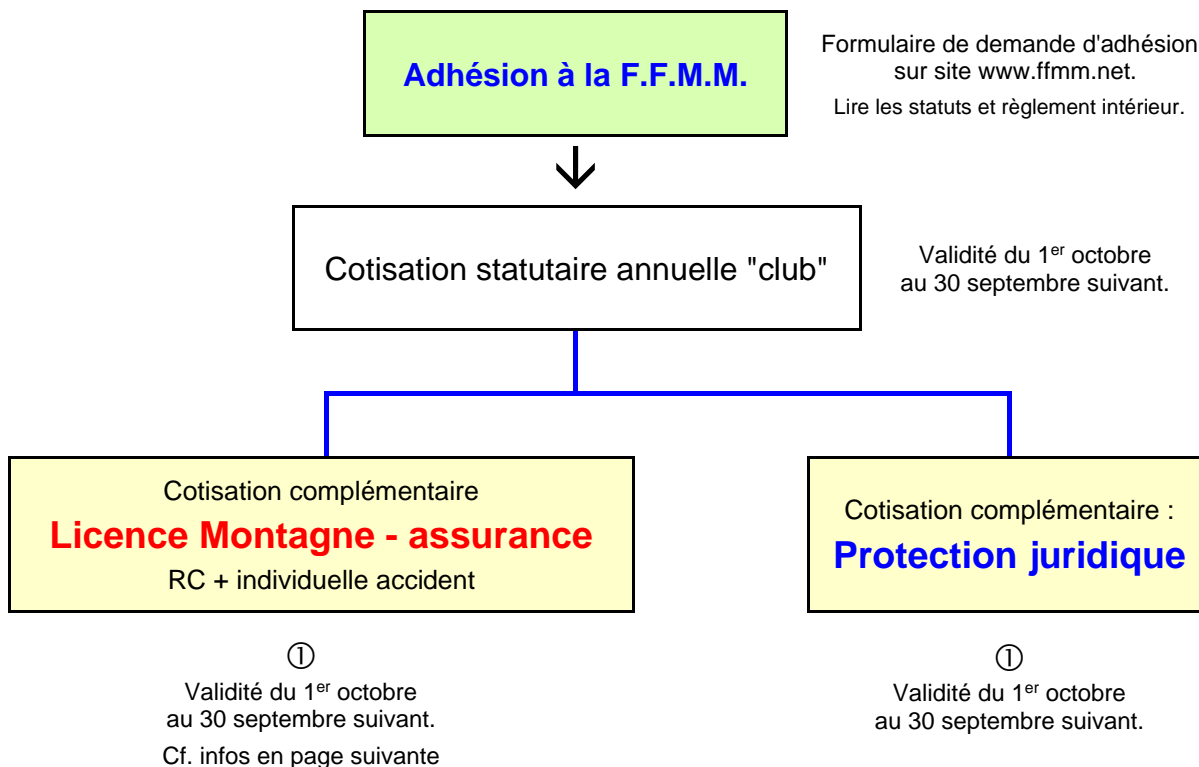 Adhésion à la F.F.M.M.
Formulaire de demande d'adhésion
sur site www.ffmm.net.
Lire les statuts et règlement intérieur.
Cotisation statutaire annuelle "club"
Validité du 1er octobre
au 30 septembre suivant.
Cotisation complémentaire
Licence Montagne - assurance
RC + individuelle accident
Cotisation complémentaire :
Protection juridique
①
Validité du 1er octobre
au 30 septembre suivant.
Cf. infos en page suivante
①
Validité du 1er octobre
au 30 septembre suivant.